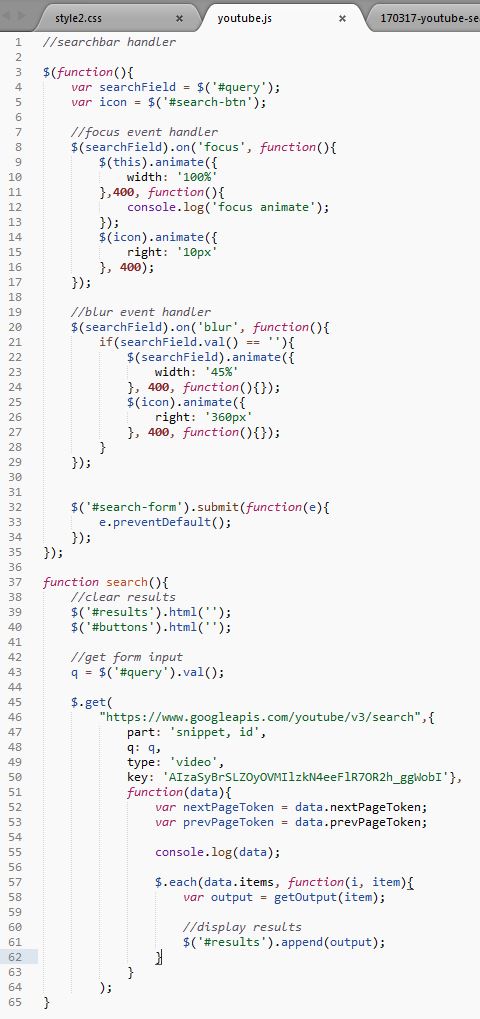 style2.css × youtube.js × 170317-youtube-se
1 //searchbar handler
2
3 $(function(){
4     var searchField = $('#query');
5     var icon = $('#search-btn');
6
7     //focus event handler
8     $(searchField).on('focus', function(){
9         $(this).animate({
10             width: '100%'
11         },400, function(){
12             console.log('focus animate');
13         });
14         $(icon).animate({
15             right: '10px'
16         }, 400);
17     });
18
19     //blur event handler
20     $(searchField).on('blur', function(){
21         if(searchField.val() == ''){
22             $(searchField).animate({
23                 width: '45%'
24             }, 400, function(){});
25             $(icon).animate({
26                 right: '360px'
27             }, 400, function(){});
28         }
29     });
30
31
32     $('#search-form').submit(function(e){
33         e.preventDefault();
34     });
35 });
36
37 function search(){
38     //clear results
39     $('#results').html('');
40     $('#buttons').html('');
41
42     //get form input
43     q = $('#query').val();
44
45     $.get(
46         "https://www.googleapis.com/youtube/v3/search",{
47             part: 'snippet, id',
48             q: q,
49             type: 'video',
50             key: 'AIzaSyBrSLZOyOVMIlzkN4eeFlR7OR2h_ggWobI'},
51             function(data){
52                 var nextPageToken = data.nextPageToken;
53                 var prevPageToken = data.prevPageToken;
54
55                 console.log(data);
56
57                 $.each(data.items, function(i, item){
58                     var output = getOutput(item);
59
60                     //display results
61                     $('#results').append(output);
62                 }
63             }
64         );
65 }